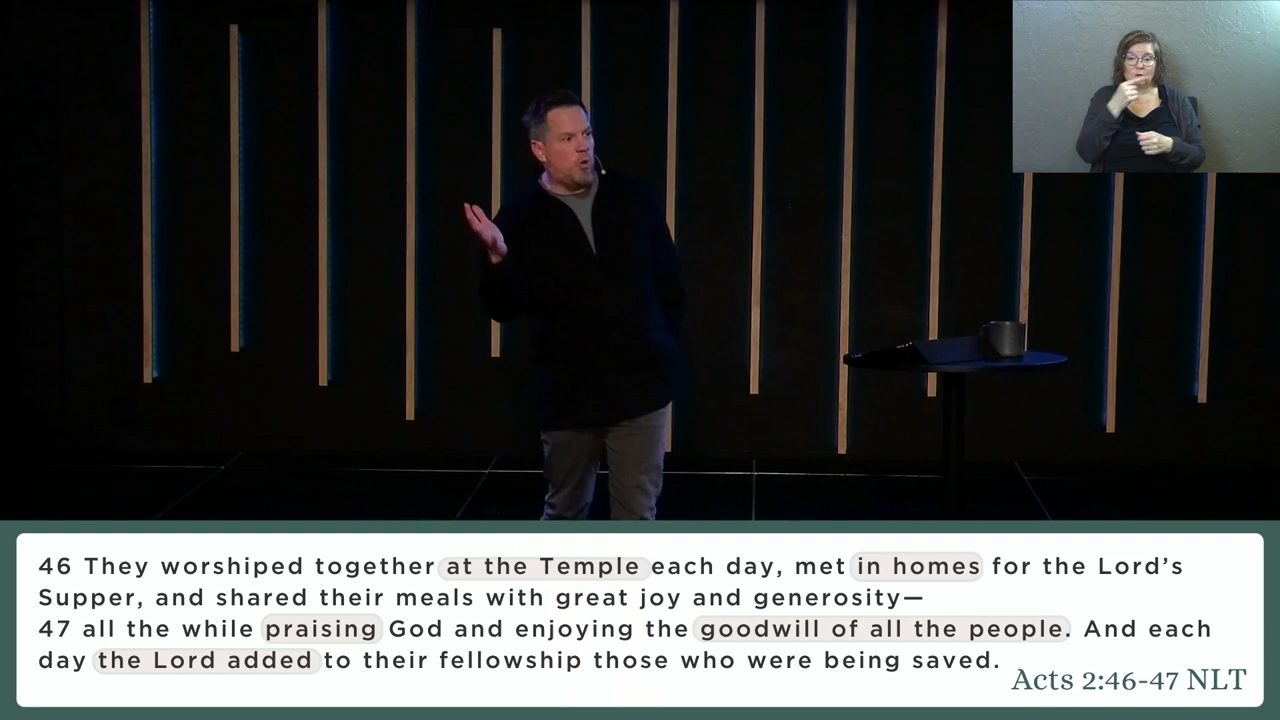 46 They worshiped together at the Temple each day, met in homes for the Lord’s
Supper, and shared their meals with great joy and generosity—
47 all the while praising God and enjoying the goodwill of all the people. And each
day the Lord added to their fellowship those who were being saved.
Acts 2:46-47 NLT